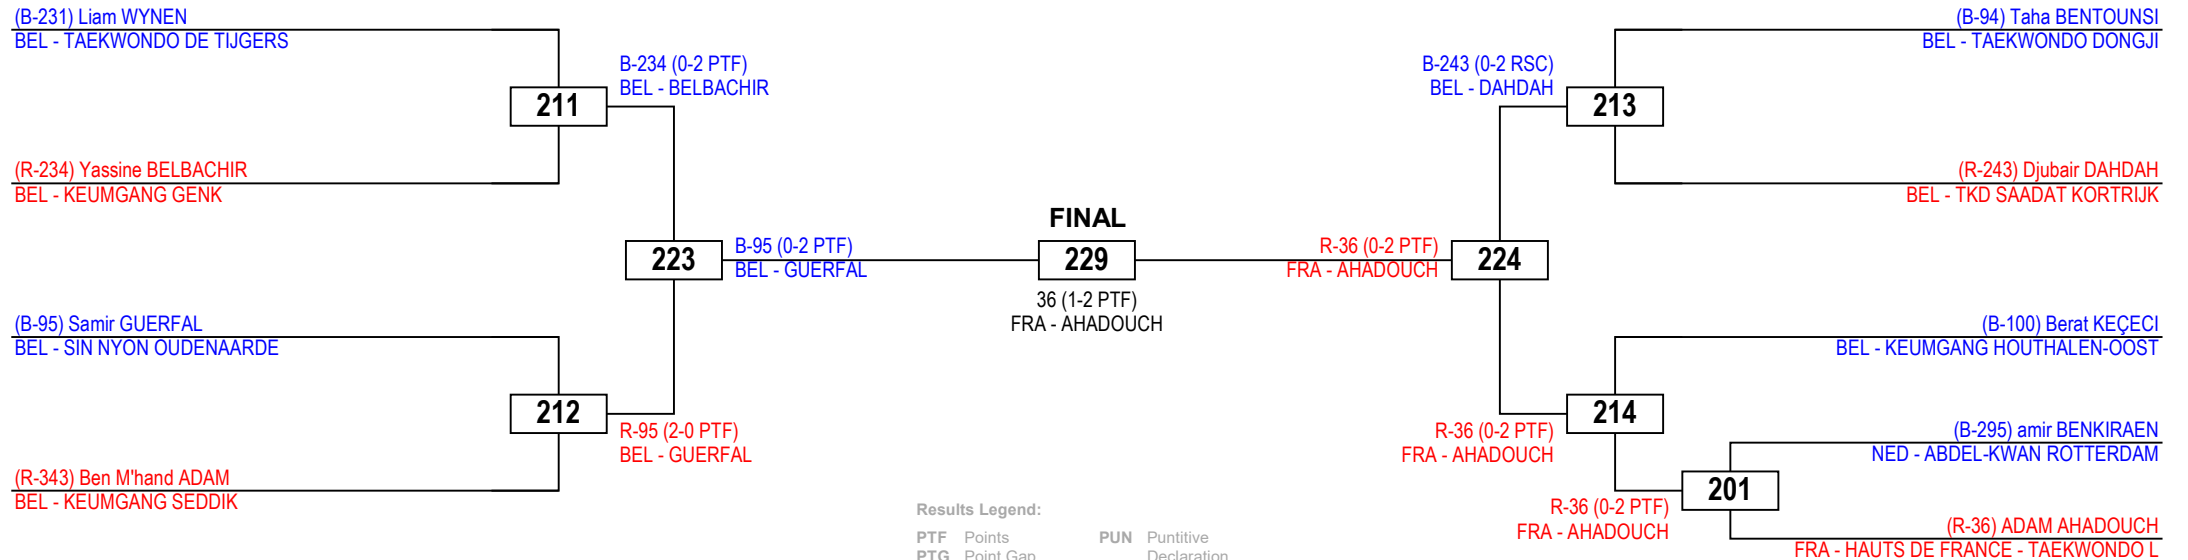 (B-231) Liam WYNEN
BEL - TAEKWONDO DE TIJGERS
B-234 (0-2 PTF)
BEL - BELBACHIR
211
(R-234) Yassine BELBACHIR
BEL - KEUMGANG GENK
223
B-95 (0-2 PTF)
BEL - GUERFAL
(B-95) Samir GUERFAL
BEL - SIN NYON OUDENAARDE
212
R-95 (2-0 PTF)
BEL - GUERFAL
(R-343) Ben M'hand ADAM
BEL - KEUMGANG SEDDIK
FINAL
229
36 (1-2 PTF)
FRA - AHADOUCH
(B-94) Taha BENTOUNSI
BEL - TAEKWONDO DONGJI
B-243 (0-2 RSC)
BEL - DAHDAH
213
(R-243) Djubair DAHDAH
BEL - TKD SAADAT KORTRIJK
R-36 (0-2 PTF)
FRA - AHADOUCH
224
(B-100) Berat KEÇECI
BEL - KEUMGANG HOUTHALEN-OOST
214
R-36 (0-2 PTF)
FRA - AHADOUCH
(B-295) amir BENKIRAEN
NED - ABDEL-KWAN ROTTERDAM
201
R-36 (0-2 PTF)
FRA - AHADOUCH
(R-36) ADAM AHADOUCH
FRA - HAUTS DE FRANCE - TAEKWONDO L
Results Legend:
PTF Points PUN Puntitive
PTG Point Gap Declaration